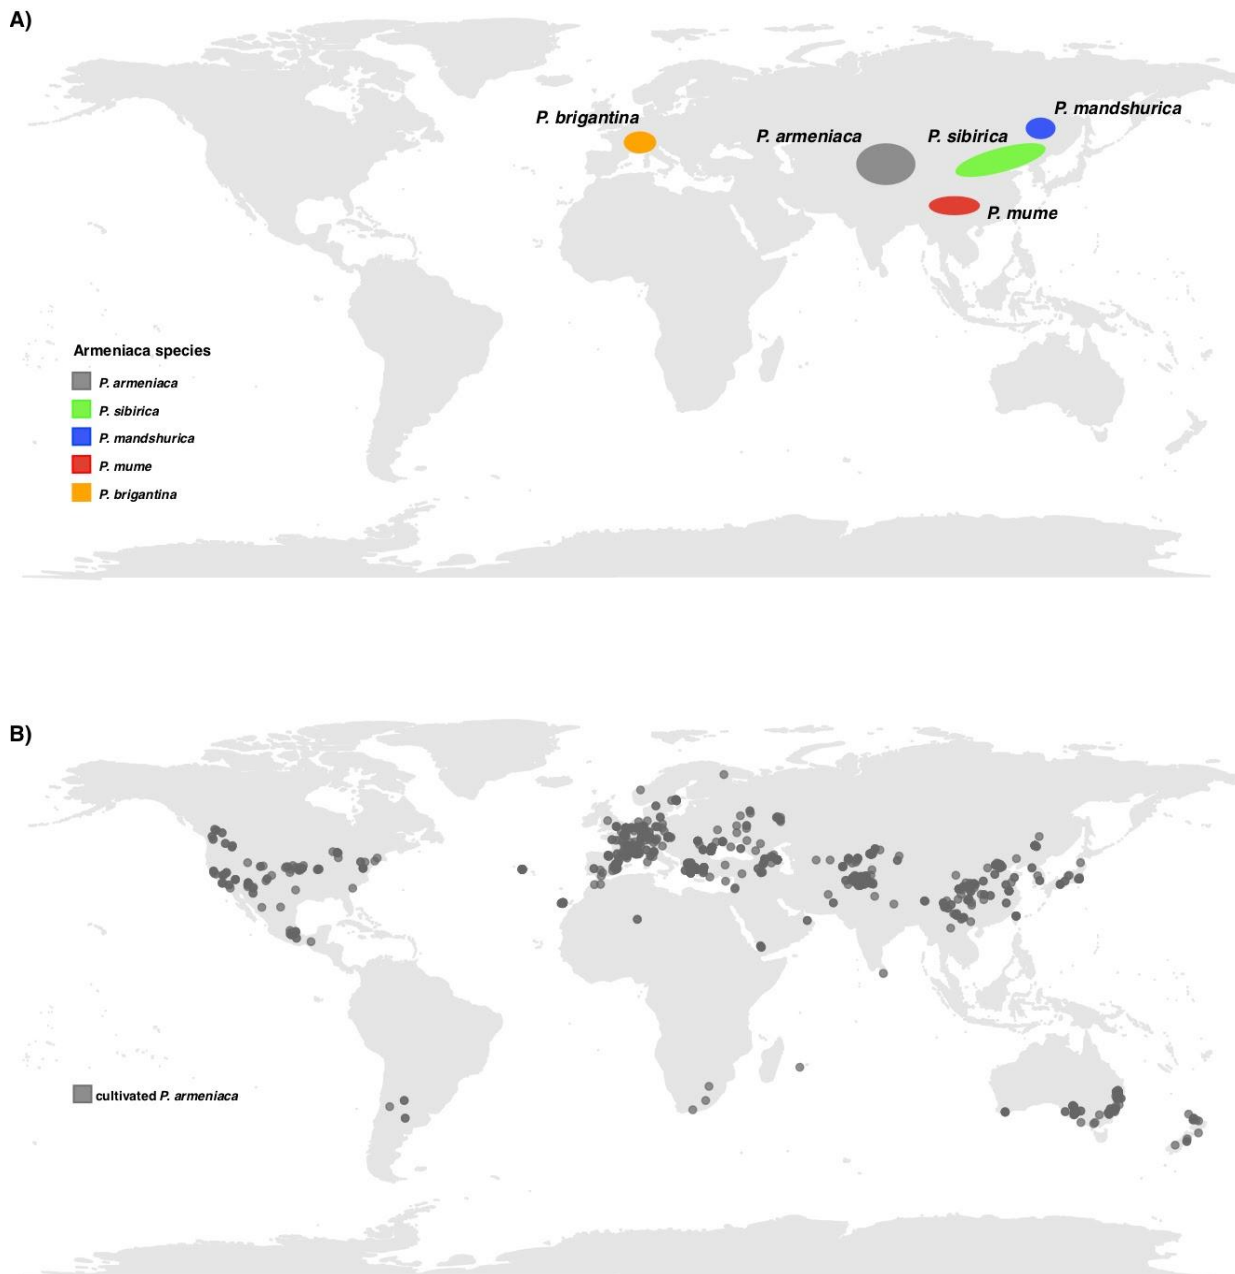 A)
P. mandshurica
P. brigantina
P. armeniaca
P. sibirica
P. mume
Armeniaca species
P. armeniaca
P. sibirica
P. mandshurica
P. mume
P. brigantina
B)
cultivated P. armeniaca